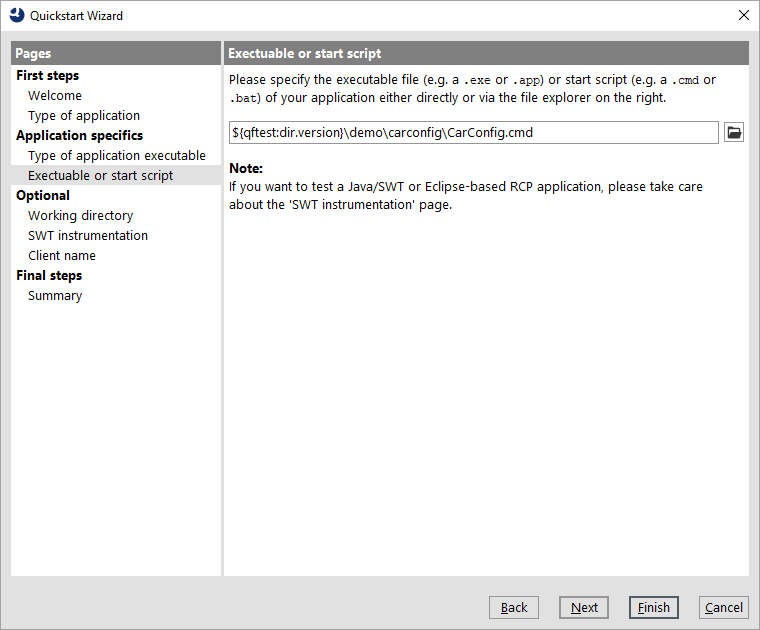 Quickstart Wizard
Pages
First steps
Welcome
Type of application
Application specifics
Type of application executable
Exectuable or start script
Optional
Working directory
SWT instrumentation
Client name
Final steps
Summary
Exectuable or start script
Please specify the executable file (e.g. a .exe or .app) or start script (e.g. a .cmd or
.bat) of your application either directly or via the file explorer on the right.
${qftest:dir.version}\demo\carconfig\CarConfig.cmd
Note:
If you want to test a Java/SWT or Eclipse-based RCP application, please take care
about the 'SWT instrumentation' page.
Back Next Finish Cancel